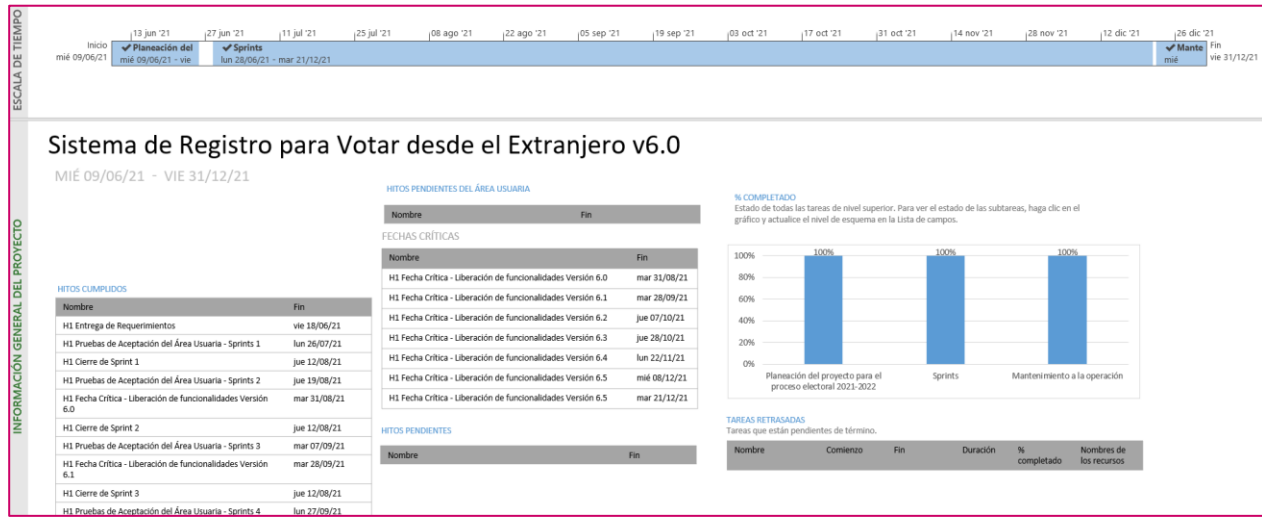 ESCALA DE TIEMPO
13 jun '21 27 jun '21 11 jul '21 25 jul '21 08 ago '21 22 ago '21 05 sep '21 19 sep '21 03 oct '21 17 oct '21 31 oct '21 14 nov '21 28 nov '21 12 dic '21 26 dic '21
Inicio
mié 09/06/21
✔ Planeación del
mié 09/06/21 - vie
✔ Sprints
lun 28/06/21 - mar 21/12/21
✔ Mante
mié
Fin
vie 31/12/21
INFORMACIÓN GENERAL DEL PROYECTO
Sistema de Registro para Votar desde el Extranjero v6.0
MIÉ 09/06/21 - VIE 31/12/21
HITOS CUMPLIDOS
Nombre Fin
H1 Entrega de Requerimientos vie 18/06/21
H1 Pruebas de Aceptación del Área Usuaria - Sprints 1 lun 26/07/21
H1 Cierre de Sprint 1 jue 12/08/21
H1 Pruebas de Aceptación del Área Usuaria - Sprints 2 jue 19/08/21
H1 Fecha Crítica - Liberación de funcionalidades Versión mar 31/08/21
6.0
H1 Cierre de Sprint 2 jue 12/08/21
H1 Pruebas de Aceptación del Área Usuaria - Sprints 3 mar 07/09/21
H1 Fecha Crítica - Liberación de funcionalidades Versión mar 28/09/21
6.1
H1 Cierre de Sprint 3 jue 12/08/21
H1 Pruebas de Aceptación del Área Usuaria - Sprints 4 lun 27/09/21
HITOS PENDIENTES DEL ÁREA USUARIA
Nombre Fin
FECHAS CRÍTICAS
Nombre Fin
H1 Fecha Crítica - Liberación de funcionalidades Versión 6.0 mar 31/08/21
H1 Fecha Crítica - Liberación de funcionalidades Versión 6.1 mar 28/09/21
H1 Fecha Crítica - Liberación de funcionalidades Versión 6.2 jue 07/10/21
H1 Fecha Crítica - Liberación de funcionalidades Versión 6.3 jue 28/10/21
H1 Fecha Crítica - Liberación de funcionalidades Versión 6.4 lun 22/11/21
H1 Fecha Crítica - Liberación de funcionalidades Versión 6.5 mié 08/12/21
H1 Fecha Crítica - Liberación de funcionalidades Versión 6.5 mar 21/12/21
HITOS PENDIENTES
Nombre Fin
% COMPLETADO
Estado de todas las tareas de nivel superior. Para ver el estado de las subtareas, haga clic en el
gráfico y actualice el nivel de esquema en la Lista de campos.
100% 100% 100%
100%
80%
60%
40%
20%
0%
Planeación del proyecto para el
proceso electoral 2021-2022
Sprints
Mantenimiento a la operación
TAREAS RETRASADAS
Tareas que están pendientes de término.
Nombre Comienzo Fin Duración % Nombres de
completado los recursos